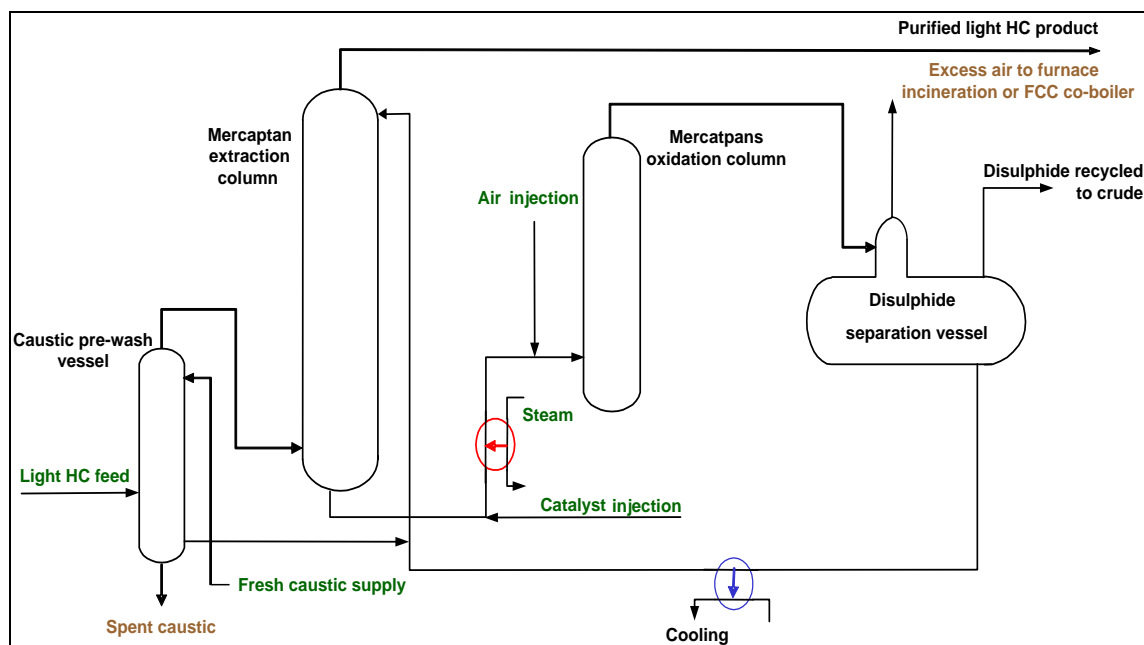 Purified light HC product
Excess air to furnace
incineration or FCC co-boiler
Mercaptan
extraction
column
Mercatpans
oxidation column
Disulphide recycled
to crude
Air injection
Disulphide
separation vessel
Caustic pre-wash
vessel
Steam
Light HC feed
Catalyst injection
Fresh caustic supply
Spent caustic
Cooling